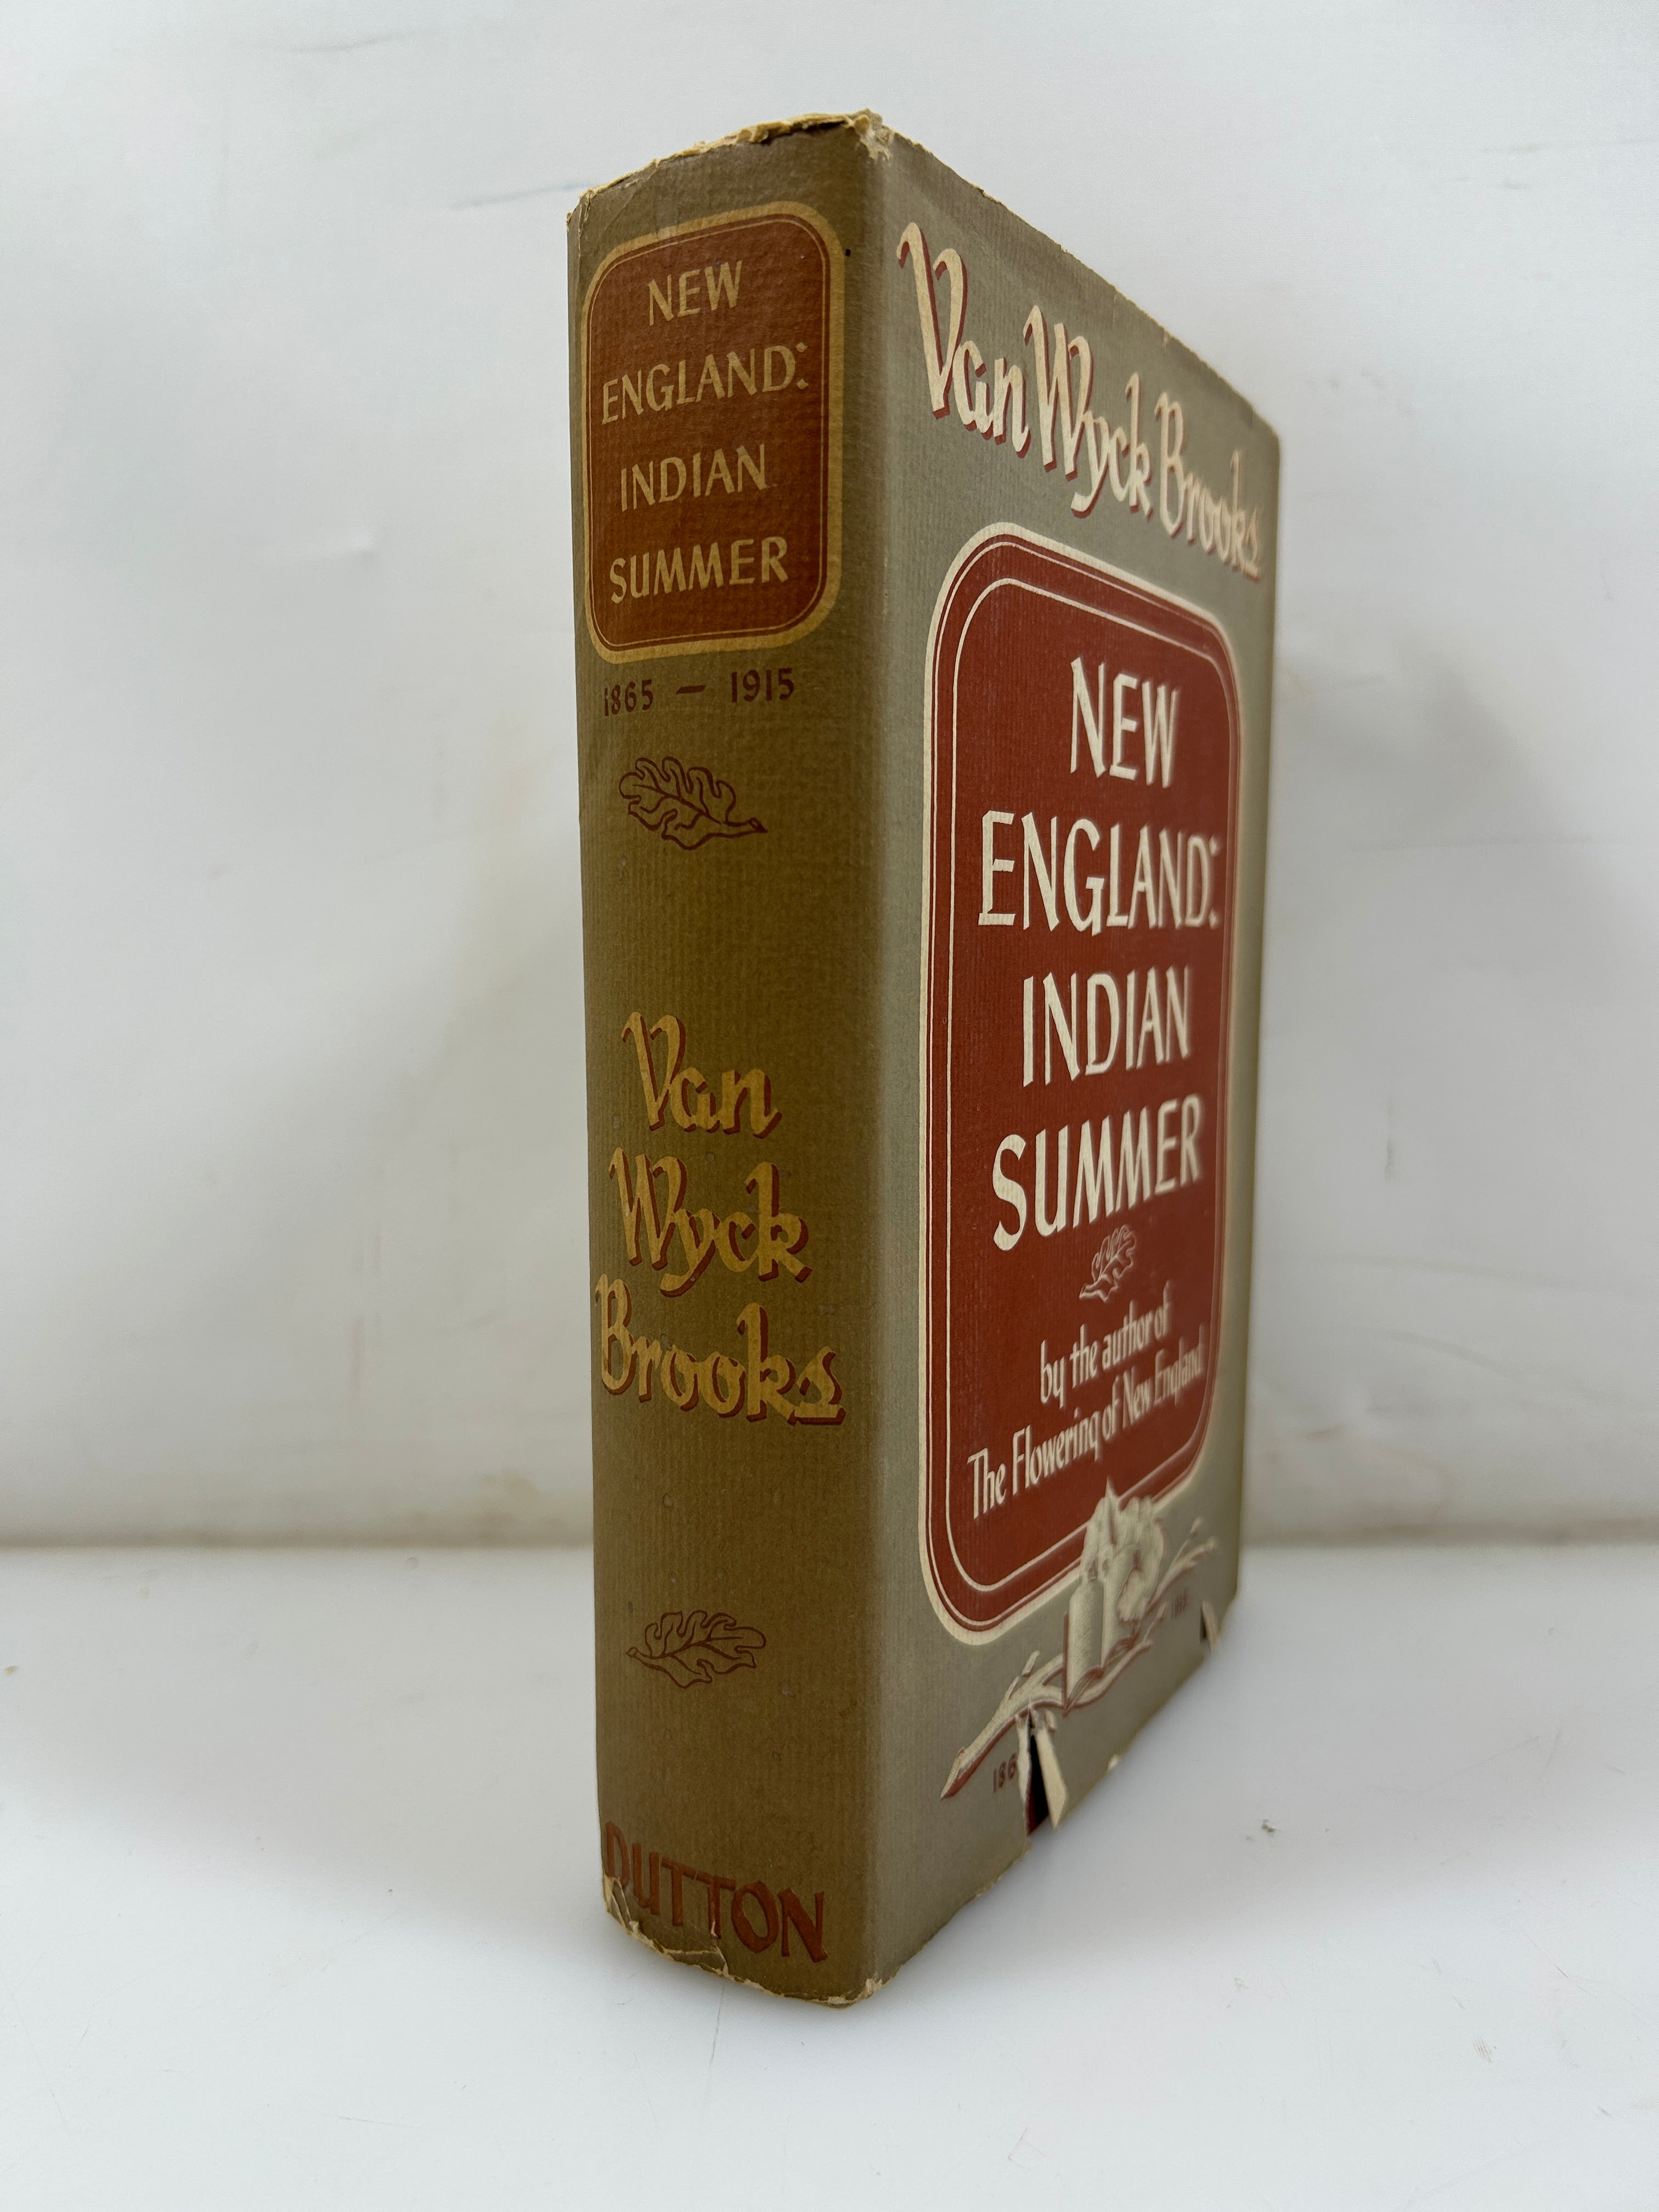 NEW
ENGLAND:
INDIAN
SUMMER
1865 — 1915
Van
Wyck
Brooks
DUTTON
Van Wyck Brooks
NEW
ENGLAND:
INDIAN
SUMMER
by the author of
The Flowering of New England
186